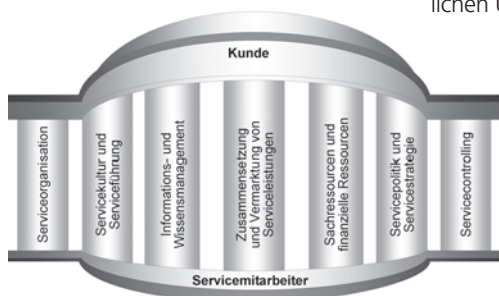 lichen U
Kunde
Serviceorganisation
Servicekultur und
Serviceführung
Informations- und
Wissensmanagement
Zusammensetzung
und Vermarktung von
Serviceleistungen
Sachressourcen und
finanzielle Ressourcen
Servicepolitik und
Servicestrategie
Servicecontrolling
Servicemitarbeiter